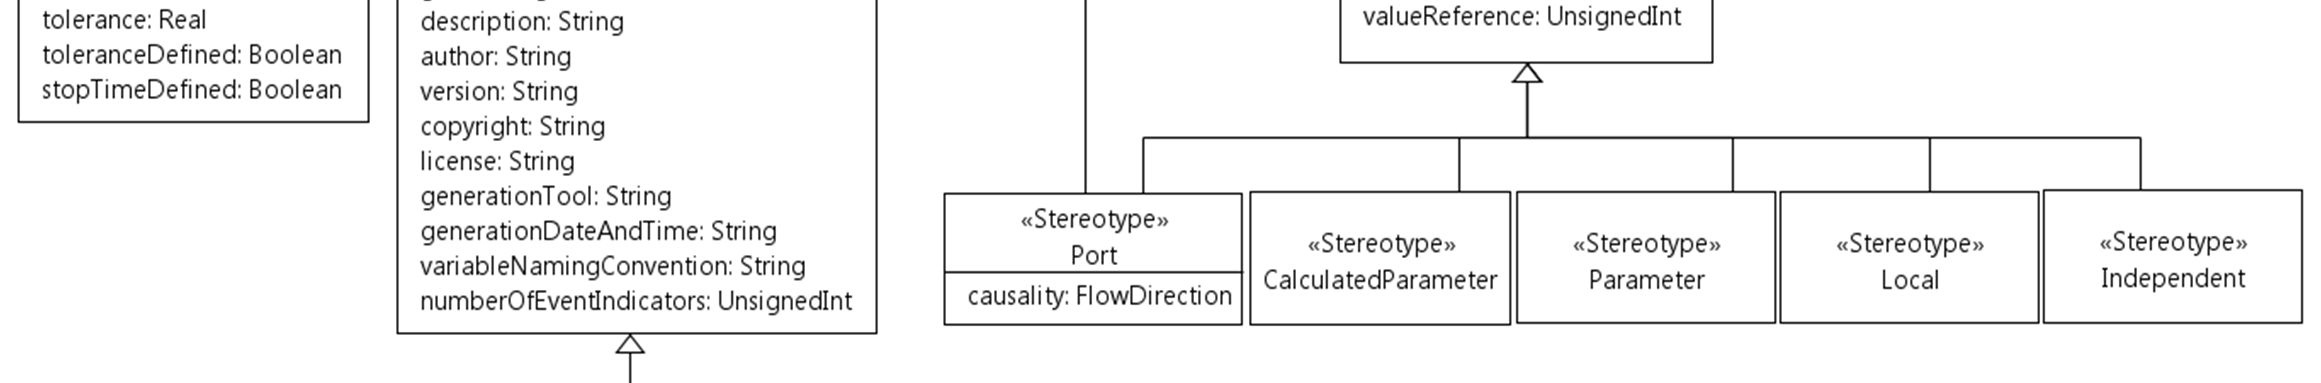 tolerance: Real
toleranceDefined: Boolean
stopTimeDefined: Boolean
description: String
author: String
version: String
copyright: String
license: String
generationTool: String
generationDateAndTime: String
variableNamingConvention: String
numberOfEventIndicators: UnsignedInt
valueReference: UnsignedInt
«Stereotype»
Port
causality: FlowDirection
«Stereotype»
CalculatedParameter
«Stereotype»
Parameter
«Stereotype»
Local
«Stereotype»
Independent